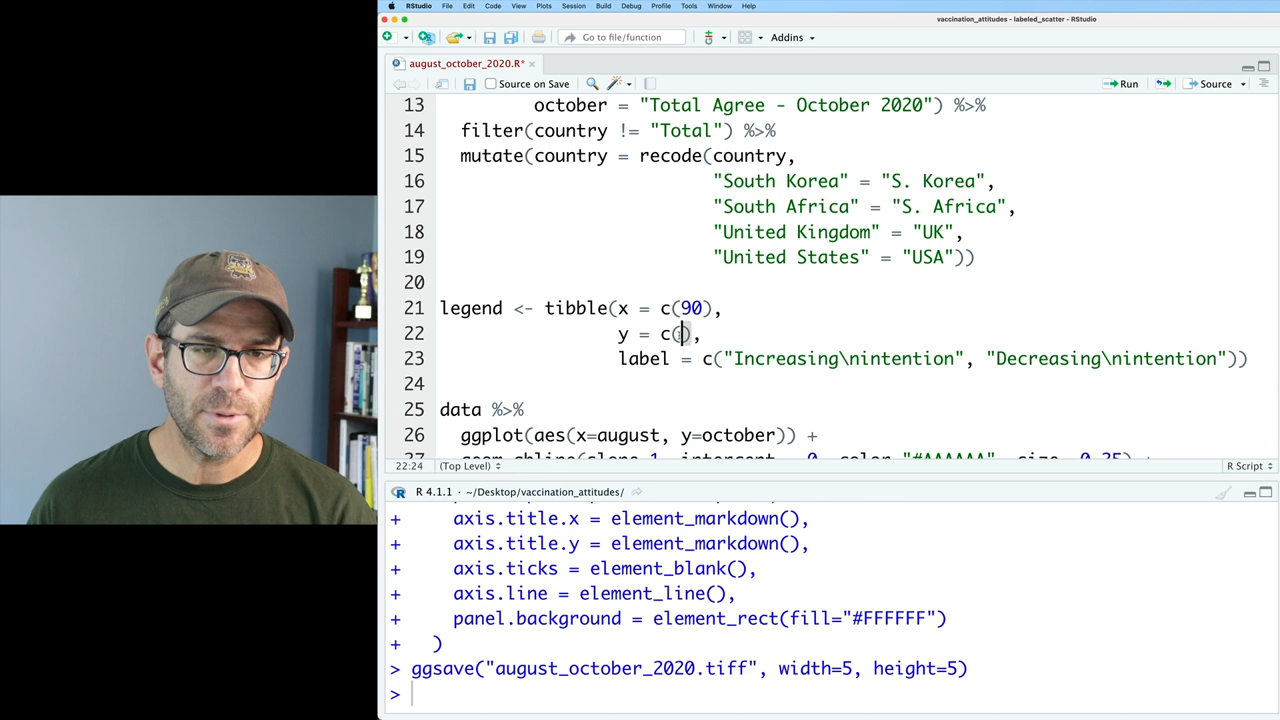 RStudio File Edit Code View Plots Session Build Debug Profile Tools Window Help
vaccination_attitudes - labeled_scatter - RStudio
Go to file/function Addins
august_october_2020.R*
Source on Save Run Source
13 october = "Total Agree - October 2020") %>%
14 filter(country != "Total") %>%
15 mutate(country = recode(country,
16 "South Korea" = "S. Korea",
17 "South Africa" = "S. Africa",
18 "United Kingdom" = "UK",
19 "United States" = "USA"))
20
21 legend <- tibble(x = c(90),
22 y = c(),
23 label = c("Increasing\nintention", "Decreasing\nintention"))
24
25 data %>%
26 ggplot(aes(x=august, y=october)) +
22:24 (Top Level) R Script
R 4.1.1 · ~/Desktop/vaccination_attitudes/
+ axis.title.x = element_markdown(),
+ axis.title.y = element_markdown(),
+ axis.ticks = element_blank(),
+ axis.line = element_line(),
+ panel.background = element_rect(fill="#FFFFFF")
+ )
> ggsave("august_october_2020.tiff", width=5, height=5)
>